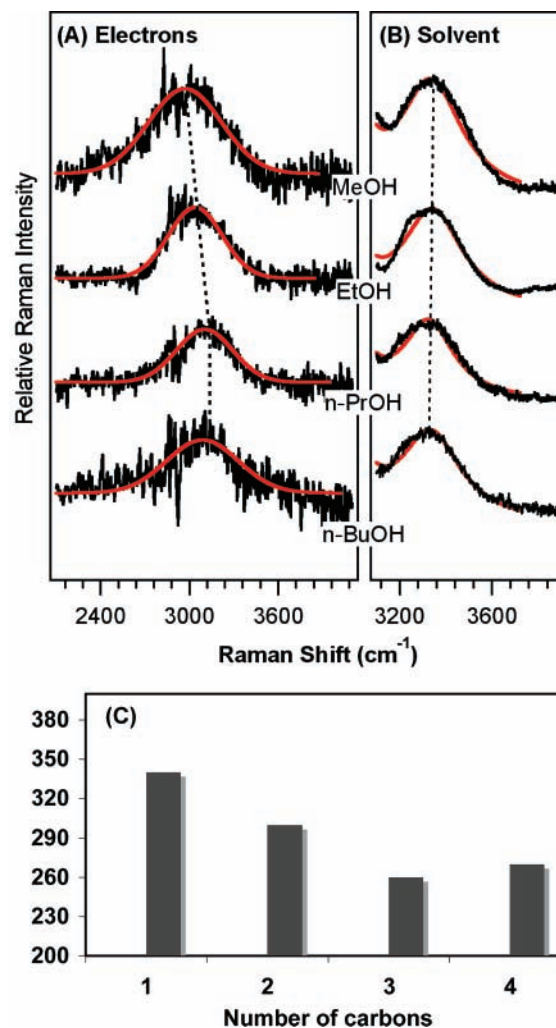 (A) Electrons
(B) Solvent
Relative Raman Intensity
MeOH
EtOH
n-PrOH
n-BuOH
2400 3000 3600
3200 3600
Raman Shift (cm-1)
(C)
380
350
320
290
260
230
200
1 2 3 4
Number of carbons